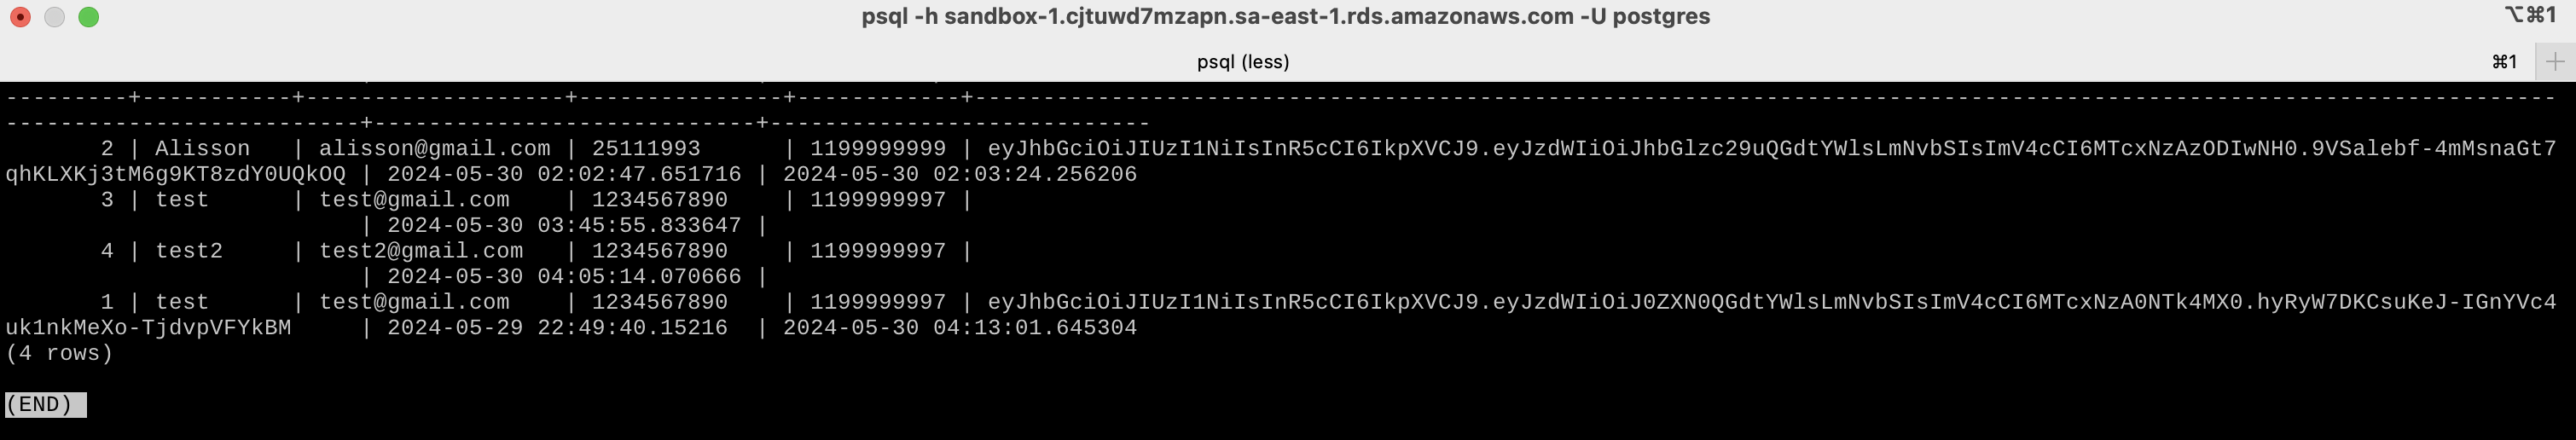 psql -h sandbox-1.cjtuwd7mzapn.sa-east-1.rds.amazonaws.com -U postgres
⌥⌘1
psql (less)
⌘1
+
---------+-----------+-------------------+---------------+------------+--------------------------------------------------------------------------------------------------------------------
--------------------------+----------------------------+----------------------------
2 | Alisson | alisson@gmail.com | 25111993 | 1199999999 | eyJhbGciOiJIUzI1NiIsInR5cCI6IkpXVCJ9.eyJzdWIiOiJhbGlzc29uQGdtYWlsLmNvbSIsImV4cCI6MTcxNzAzODIwNH0.9VSalebf-4mMsnaGt7
qhKLXKj3tM6g9KT8zdY0UQkOQ | 2024-05-30 02:02:47.651716 | 2024-05-30 02:03:24.256206
3 | test | test@gmail.com | 1234567890 | 1199999997 |
| 2024-05-30 03:45:55.833647 |
4 | test2 | test2@gmail.com | 1234567890 | 1199999997 |
| 2024-05-30 04:05:14.070666 |
1 | test | test@gmail.com | 1234567890 | 1199999997 | eyJhbGciOiJIUzI1NiIsInR5cCI6IkpXVCJ9.eyJzdWIiOiJ0ZXN0QGdtYWlsLmNvbSIsImV4cCI6MTcxNzA0NTk4MX0.hyRyW7DKCsuKeJ-IGnYVc4
uk1nkMeXo-TjdvpVFYkBM | 2024-05-29 22:49:40.15216 | 2024-05-30 04:13:01.645304
(4 rows)
(END)